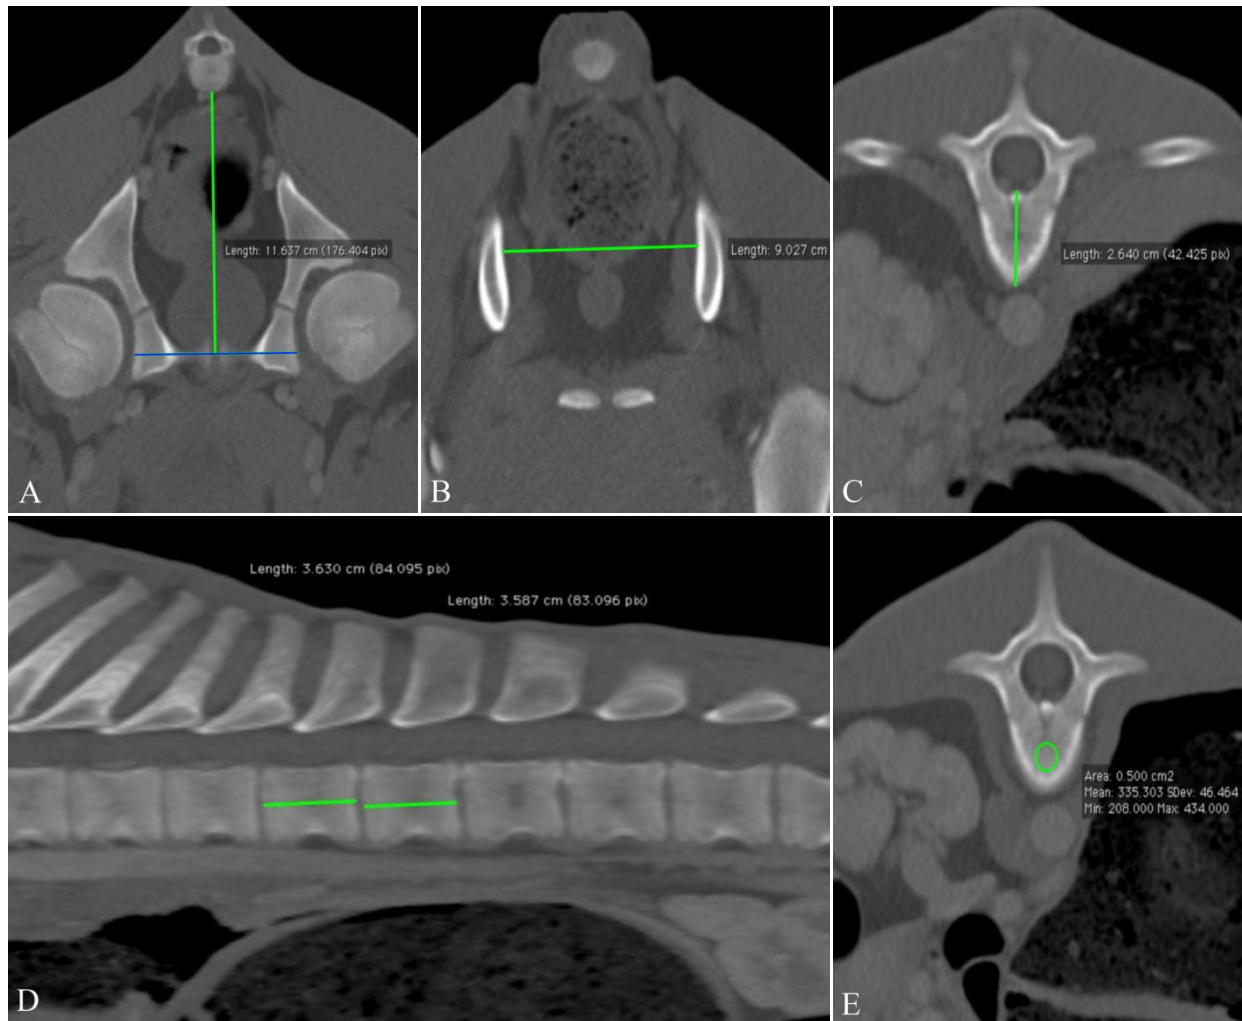 Length: 11.637 cm (176.404 pix)
A
Length: 9.027 cm
B
Length: 2.640 cm (42.425 pix)
C
Length: 3.630 cm (84.095 pix)
Length: 3.587 cm (83.096 pix)
D
Area: 0.500 cm2
Mean: 335.303 SDev: 46.464
Min: 208.000 Max: 434.000
E